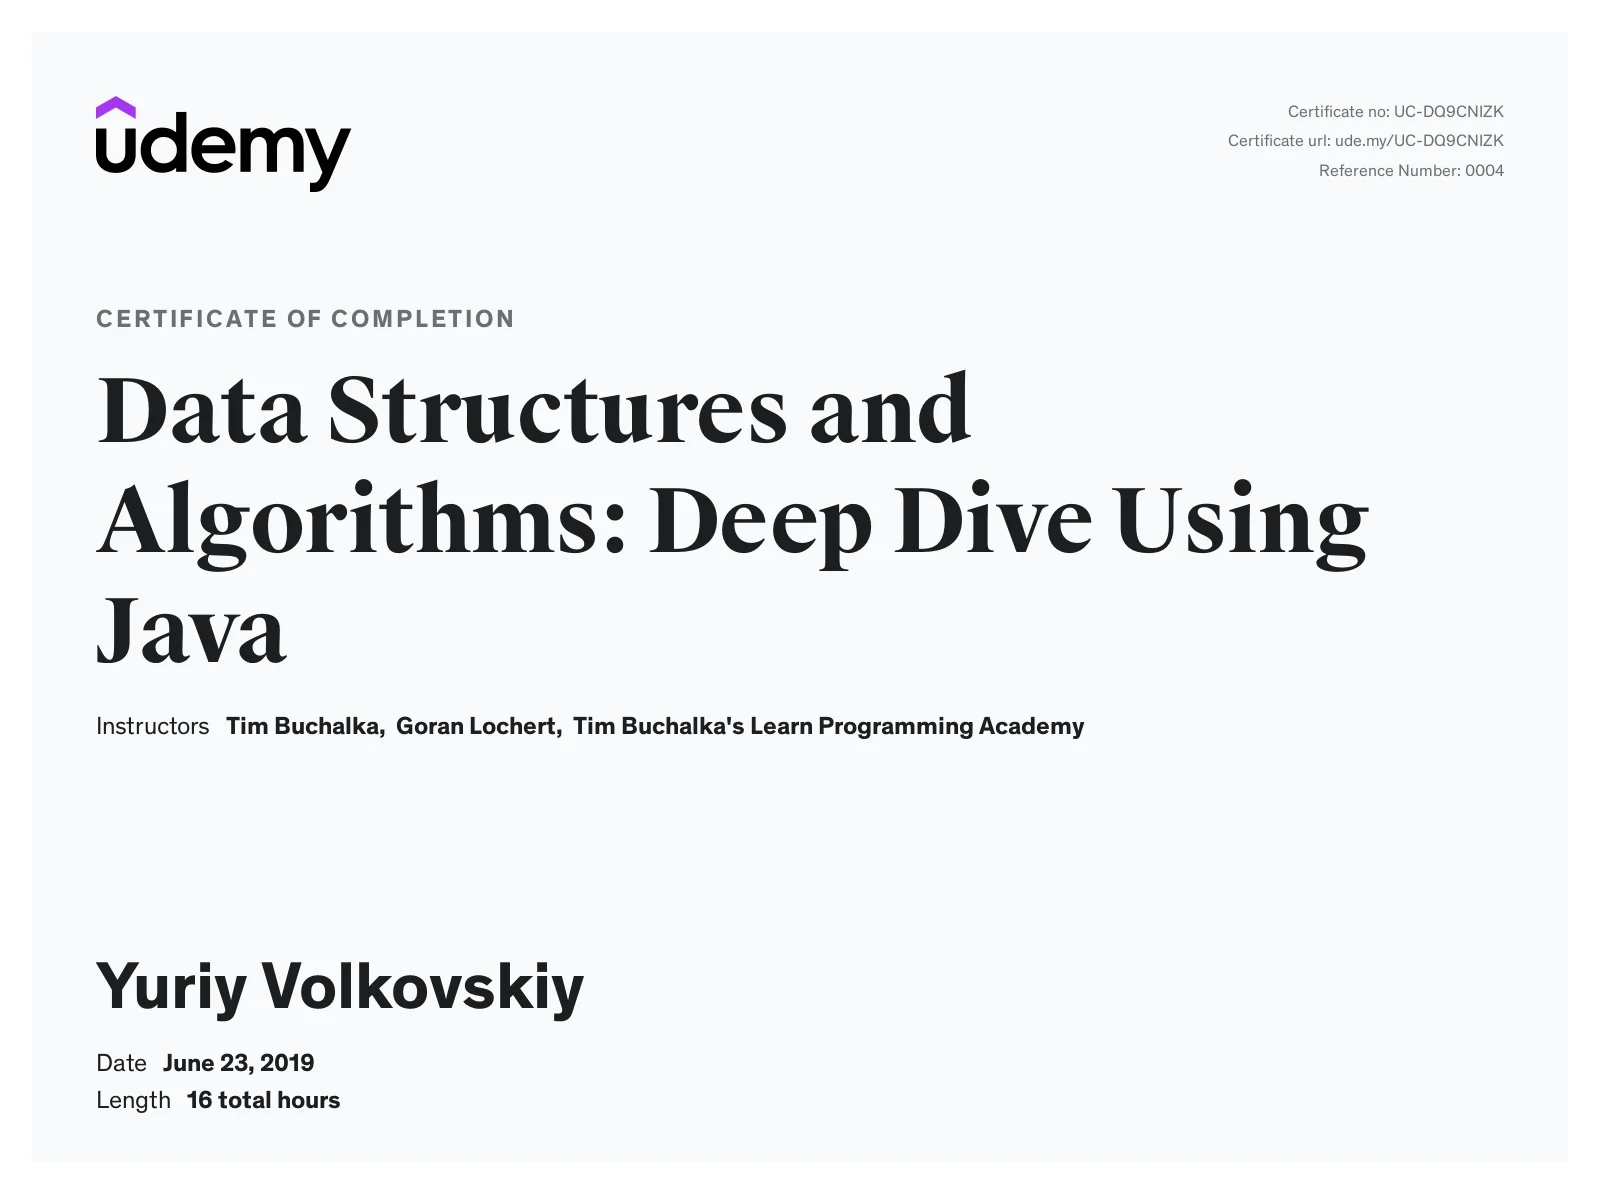 udemy
Certificate no: UC-DQ9CNIZK
Certificate url: ude.my/UC-DQ9CNIZK
Reference Number: 0004
CERTIFICATE OF COMPLETION
Data Structures and
Algorithms: Deep Dive Using
Java
Instructors Tim Buchalka, Goran Lochert, Tim Buchalka's Learn Programming Academy
Yuriy Volkovskiy
Date June 23, 2019
Length 16 total hours